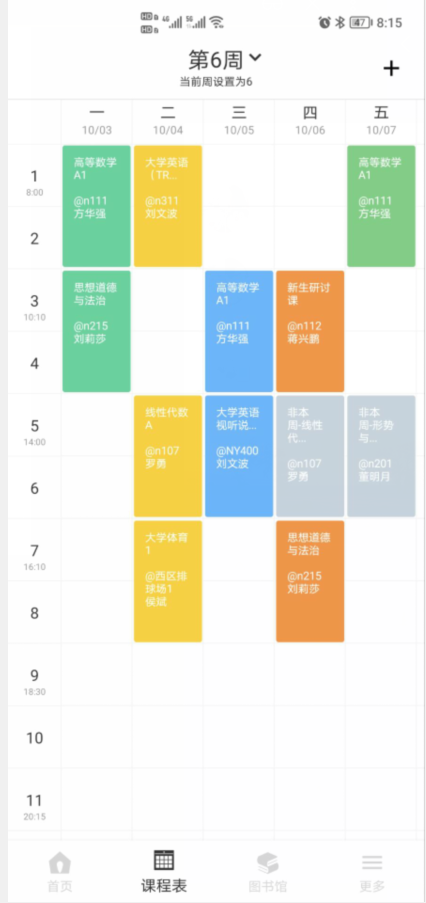 HD 4G 5G 47 8:15
HD
第6周
当前周设置为6
+
一 二 三 四 五
10/03 10/04 10/05 10/06 10/07
1
8:00
2
3
10:10
4
5
14:00
6
7
16:10
8
9
18:30
10
11
20:15
高等数学
A1
@n111
方华强
思想道德
与法治
@n215
刘莉莎
大学英语
（TR...
@n311
刘文波
线性代数
A
@n107
罗勇
大学体育
1
@西区排
球场1
侯斌
高等数学
A1
@n111
方华强
大学英语
视听说...
@NY400
刘文波
新生研讨
课
@n112
蒋兴鹏
非本
周-线性
代...
@n107
罗勇
思想道德
与法治
@n215
刘莉莎
高等数学
A1
@n111
方华强
非本
周-形势
与...
@n201
董明月
首页 课程表 图书馆 更多